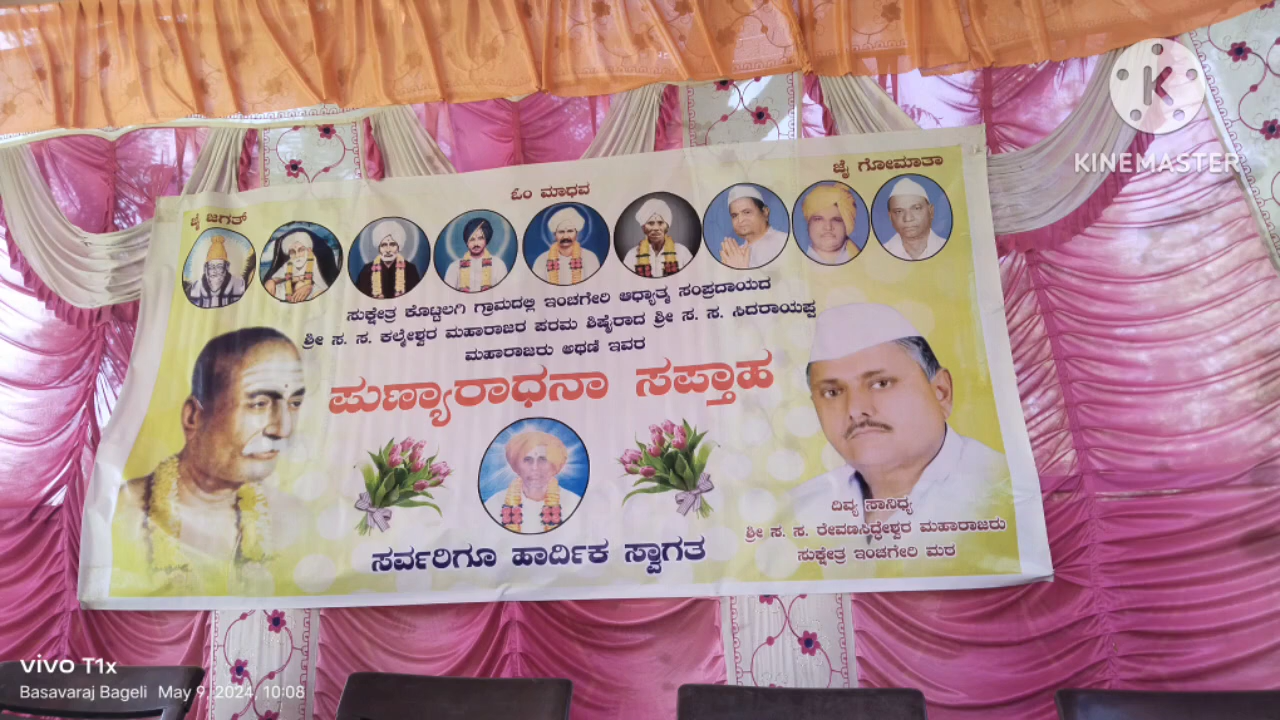 ಜೈ ಜಗತ್
ಓಂ ಮಾಧವ
ಜೈ ಗೋಮಾತಾ
ಸುಕ್ಷೇತ್ರ ಕೊಟ್ಟಲಗಿ ಗ್ರಾಮದಲ್ಲಿ ಇಂಚಗೇರಿ ಆಧ್ಯಾತ್ಮ ಸಂಪ್ರದಾಯದ
ಶ್ರೀ ಸ. ಸ. ಕಲ್ಮೇಶ್ವರ ಮಹಾರಾಜರ ಪರಮ ಶಿಷ್ಯರಾದ ಶ್ರೀ ಸ. ಸ. ಸಿದರಾಯಪ್ಪ
ಮಹಾರಾಜರು ಅಥಣಿ ಇವರ
ಪುಣ್ಯಾರಾಧನಾ ಸಪ್ತಾಹ
ಸರ್ವರಿಗೂ ಹಾರ್ದಿಕ ಸ್ವಾಗತ
ದಿವ್ಯ ಸಾನಿಧ್ಯ
ಶ್ರೀ ಸ. ಸ. ರೇವಣಸಿದ್ಧೇಶ್ವರ ಮಹಾರಾಜರು
ಸುಕ್ಷೇತ್ರ ಇಂಚಗೇರಿ ಮಠ
K
KINEMASTER
vivo T1x
Basavaraj Bageli May 9, 2024, 10:08